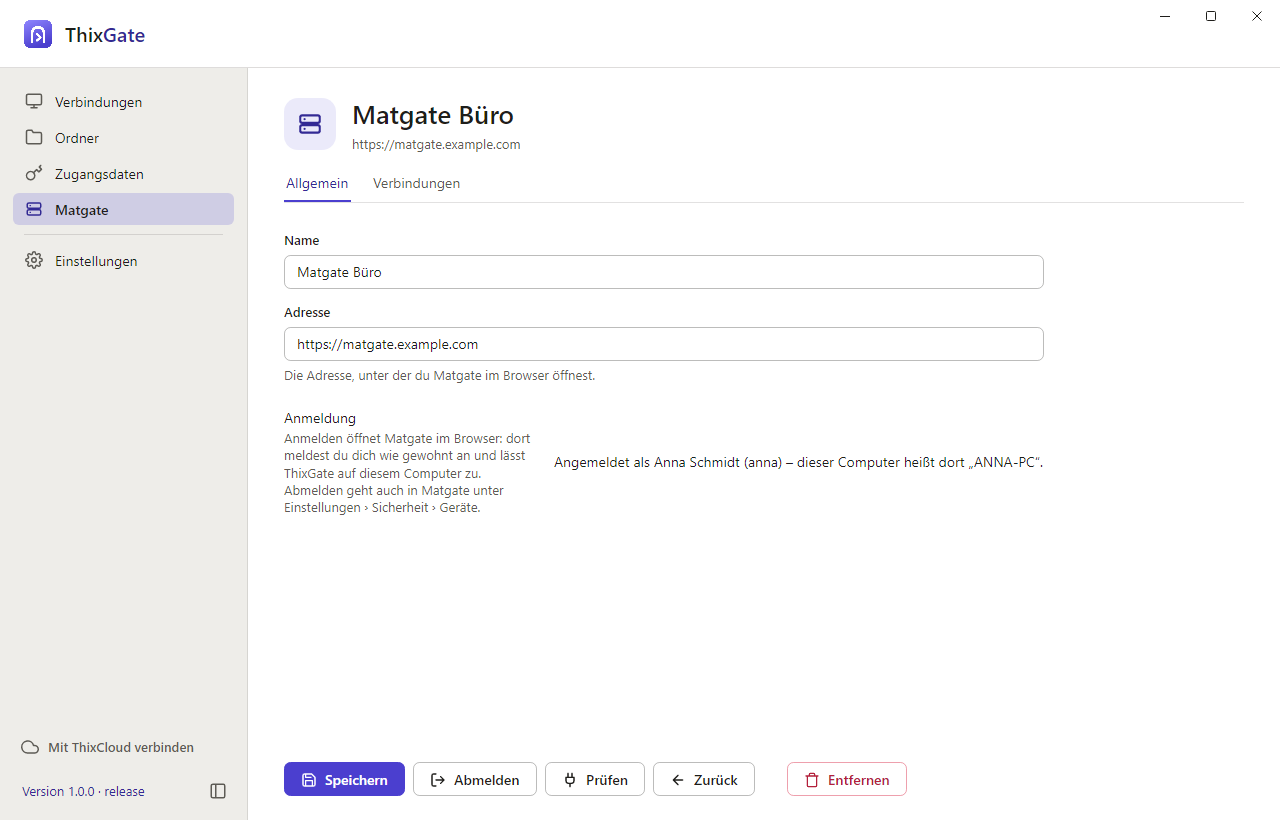 ThixGate
Verbindungen
Ordner
Zugangsdaten
Matgate
Einstellungen
Mit ThixCloud verbinden
Version 1.0.0 · release
Matgate Büro
https://matgate.example.com
Allgemein
Verbindungen
Name
Matgate Büro
Adresse
https://matgate.example.com
Die Adresse, unter der du Matgate im Browser öffnest.
Anmeldung
Anmelden öffnet Matgate im Browser: dort
meldest du dich wie gewohnt an und lässt
ThixGate auf diesem Computer zu.
Abmelden geht auch in Matgate unter
Einstellungen › Sicherheit › Geräte.
Angemeldet als Anna Schmidt (anna) – dieser Computer heißt dort „ANNA-PC“.
Speichern
Abmelden
Prüfen
Zurück
Entfernen